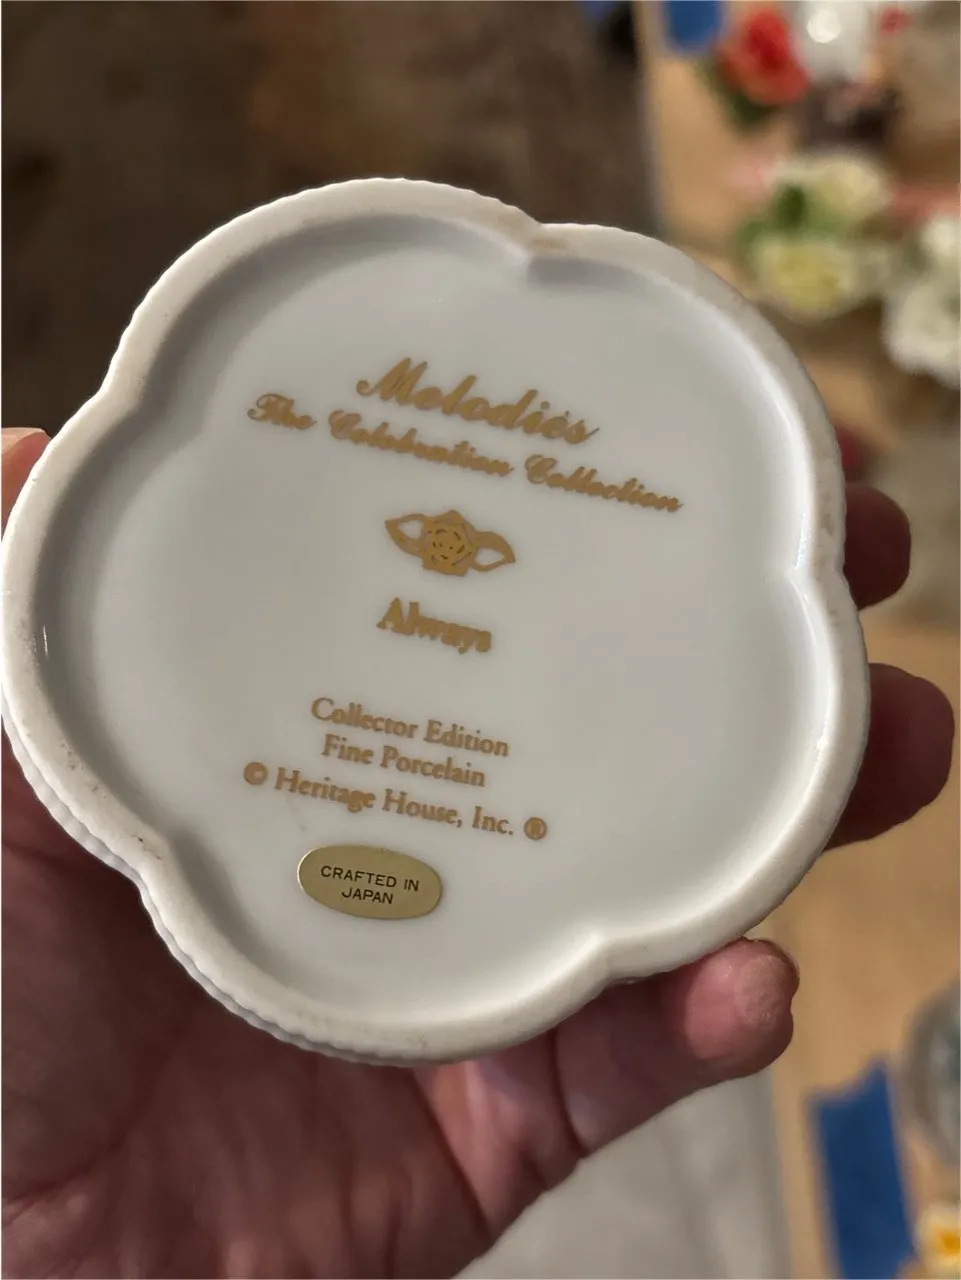 Melodies
The Celebration Collection
Always
Collector Edition
Fine Porcelain
© Heritage House, Inc. ®
CRAFTED IN
JAPAN